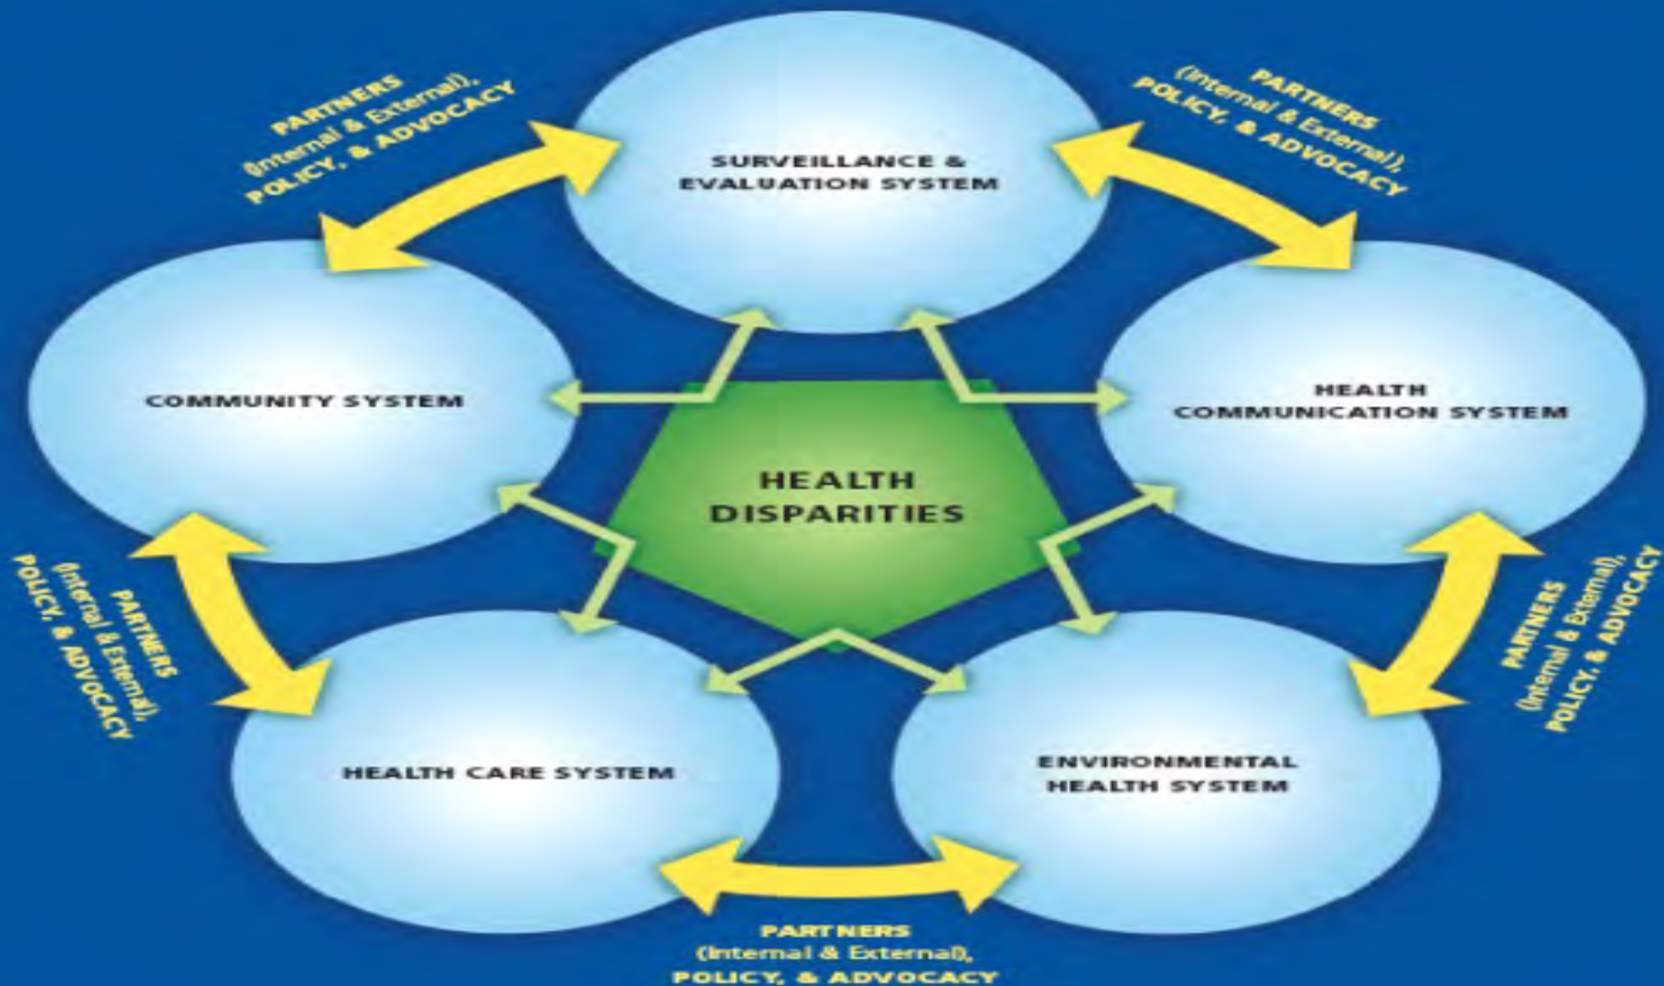 PARTNERS
(Internal & External),
POLICY, & ADVOCACY
PARTNERS
(Internal & External),
POLICY, & ADVOCACY
SURVEILLANCE &
EVALUATION SYSTEM
COMMUNITY SYSTEM
HEALTH
COMMUNICATION SYSTEM
HEALTH
DISPARITIES
PARTNERS
(Internal & External),
POLICY, & ADVOCACY
PARTNERS
(Internal & External),
POLICY, & ADVOCACY
HEALTH CARE SYSTEM
ENVIRONMENTAL
HEALTH SYSTEM
PARTNERS
(Internal & External),
POLICY, & ADVOCACY